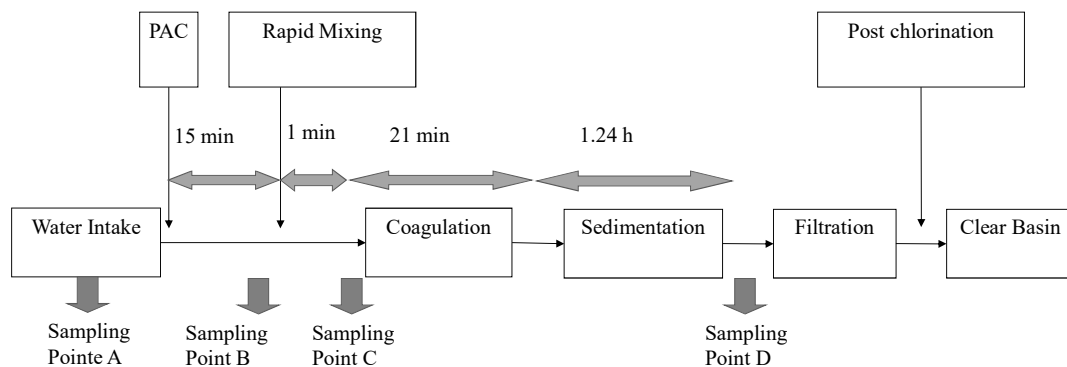 PAC
Rapid Mixing
Post chlorination
15 min
1 min
21 min
1.24 h
Water Intake
Coagulation
Sedimentation
Filtration
Clear Basin
Sampling
Pointe A
Sampling
Point B
Sampling
Point C
Sampling
Point D